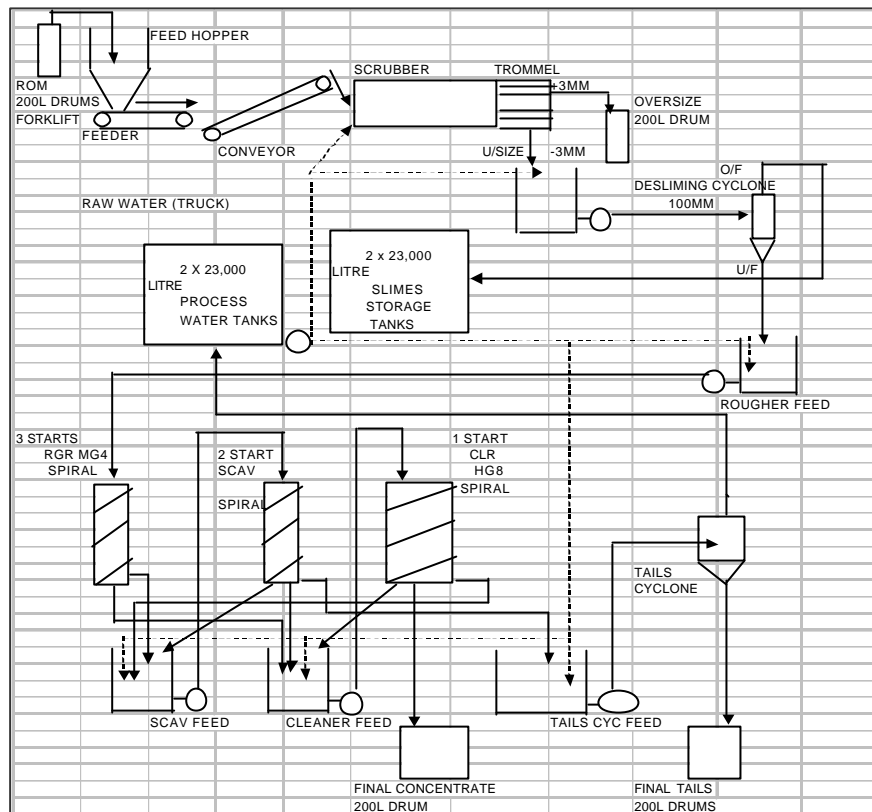 FEED HOPPER
ROM
200L DRUMS
FORKLIFT
FEEDER
CONVEYOR
SCRUBBER
TROMMEL
+3MM
OVERSIZE
200L DRUM
U/SIZE
-3MM
O/F
DESLIMING CYCLONE
100MM
U/F
RAW WATER (TRUCK)
2 X 23,000
LITRE
PROCESS
WATER TANKS
2 x 23,000
LITRE
SLIMES
STORAGE
TANKS
ROUGHER FEED
3 STARTS
RGR MG4
SPIRAL
2 START
SCAV
SPIRAL
1 START
CLR
HG8
SPIRAL
TAILS
CYCLONE
SCAV FEED
CLEANER FEED
TAILS CYC FEED
FINAL CONCENTRATE
200L DRUM
FINAL TAILS
200L DRUMS